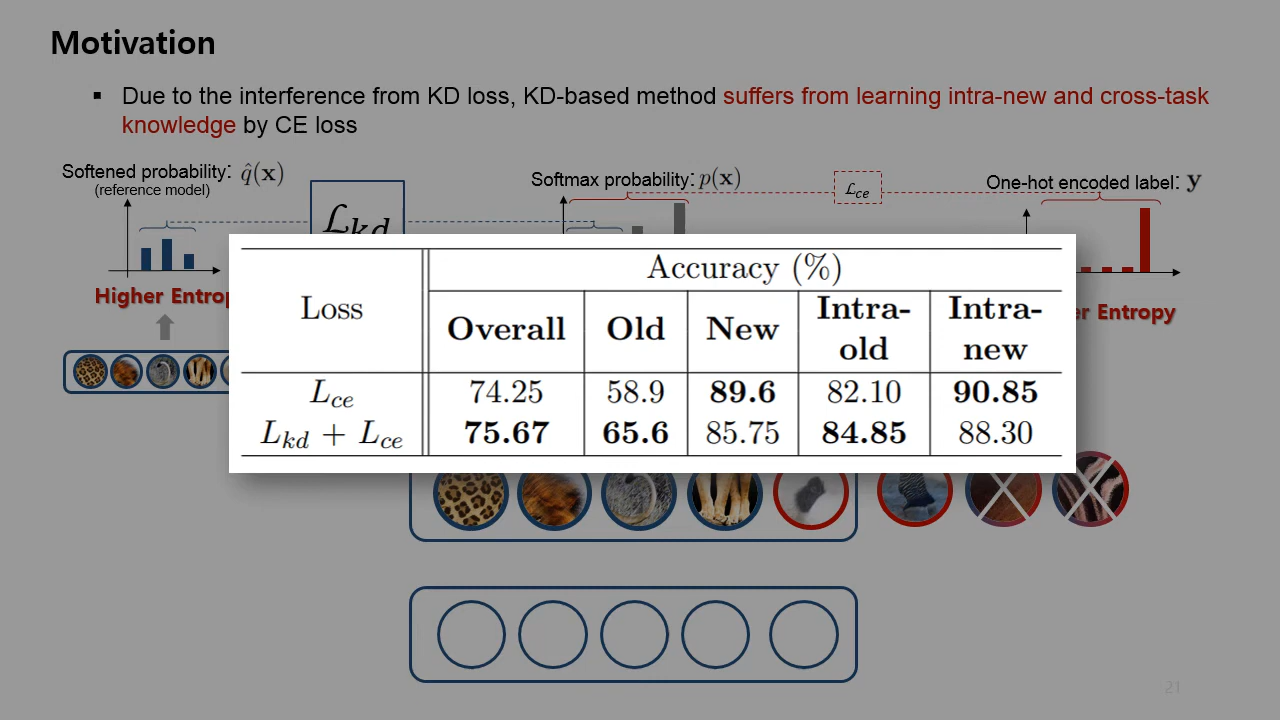 Motivation
▪ Due to the interference from KD loss, KD-based method suffers from learning intra-new and cross-task
knowledge by CE loss
Softened probability: q̂(x)
(reference model)
Softmax probability: p(x)
ℒce
One-hot encoded label: y
ℒkd
Higher
Entropy
Loss
Accuracy (%)
Overall Old New Intra-old Intra-new
Lce 74.25 58.9 89.6 82.10 90.85
Lkd + Lce 75.67 65.6 85.75 84.85 88.30
21